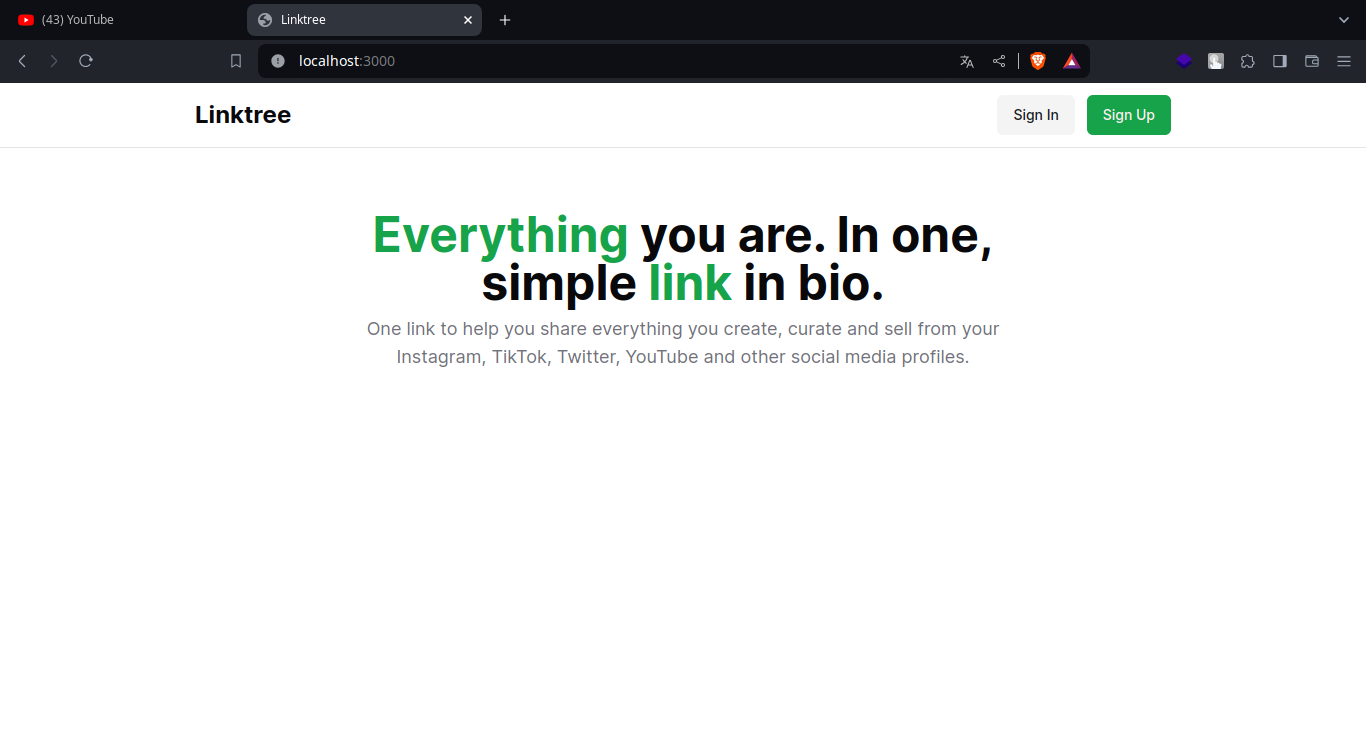 (43) YouTube
Linktree
localhost:3000
Linktree
Sign In
Sign Up
Everything you are. In one,
simple link in bio.
One link to help you share everything you create, curate and sell from your
Instagram, TikTok, Twitter, YouTube and other social media profiles.